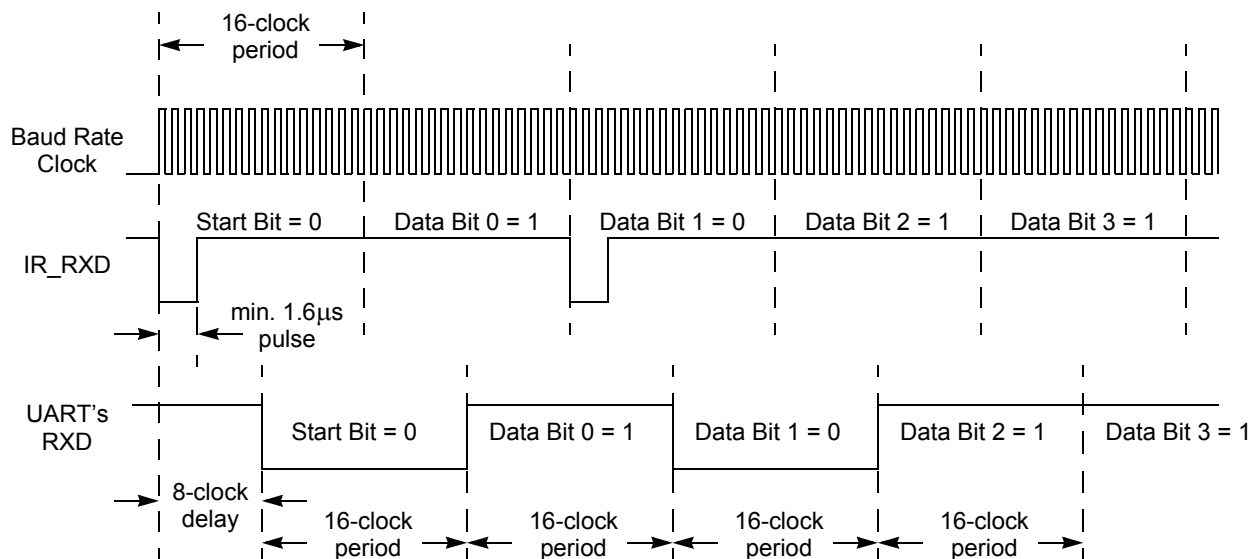 16-clock
period
Baud Rate
Clock
Start Bit = 0
Data Bit 0 = 1
Data Bit 1 = 0
Data Bit 2 = 1
Data Bit 3 = 1
IR_RXD
min. 1.6μs
pulse
UART's
RXD
Start Bit = 0
Data Bit 0 = 1
Data Bit 1 = 0
Data Bit 2 = 1
Data Bit 3 = 1
8-clock
delay
16-clock
period
16-clock
period
16-clock
period
16-clock
period